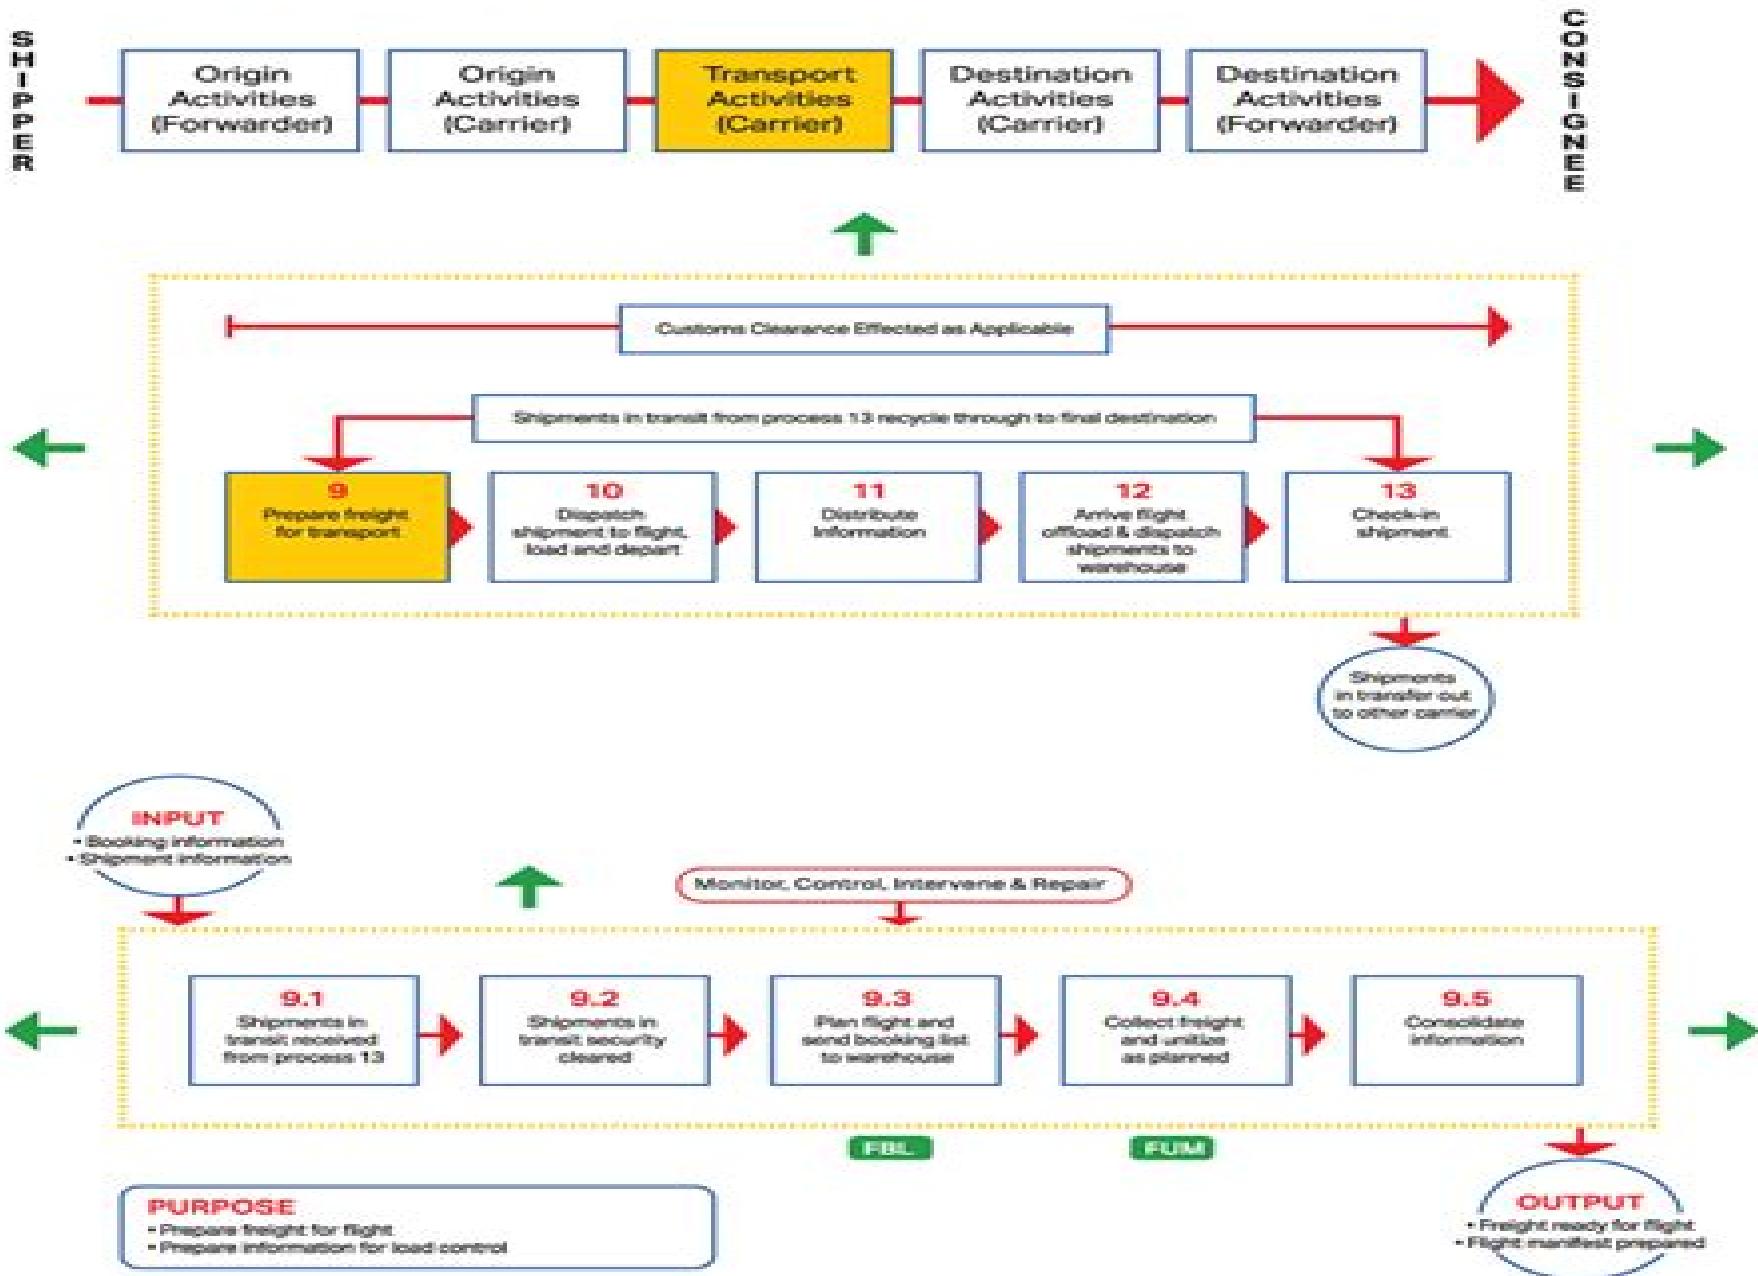 SHIPPER
Origin
Activities
(Forwarder)
Origin
Activities
(Carrier)
Transport
Activities
(Carrier)
Destination
Activities
(Carrier)
Destination
Activities
(Forwarder)
CONSIGNEE
Customs Clearance Effected as Applicable
Shipments in transit from process 13 recycle through to final destination
9
Prepare freight
for transport
10
Dispatch
shipment to flight,
load and depart
11
Distribute
Information
12
Arrive flight
offload & dispatch
shipments to
warehouse
13
Check-in
shipment
Shipments
in transfer out
to other carrier
INPUT
• Booking information
• Shipment information
Monitor, Control, Intervene & Repair
9.1
Shipments in
transit received
from process 13
9.2
Shipments in
transit security
cleared
9.3
Plan flight and
send booking list
to warehouse
9.4
Collect freight
and unitize
as planned
9.5
Consolidate
information
FBL
FUM
PURPOSE
• Prepare freight for flight
• Prepare information for load control
OUTPUT
• Freight ready for flight
• Flight manifest prepared